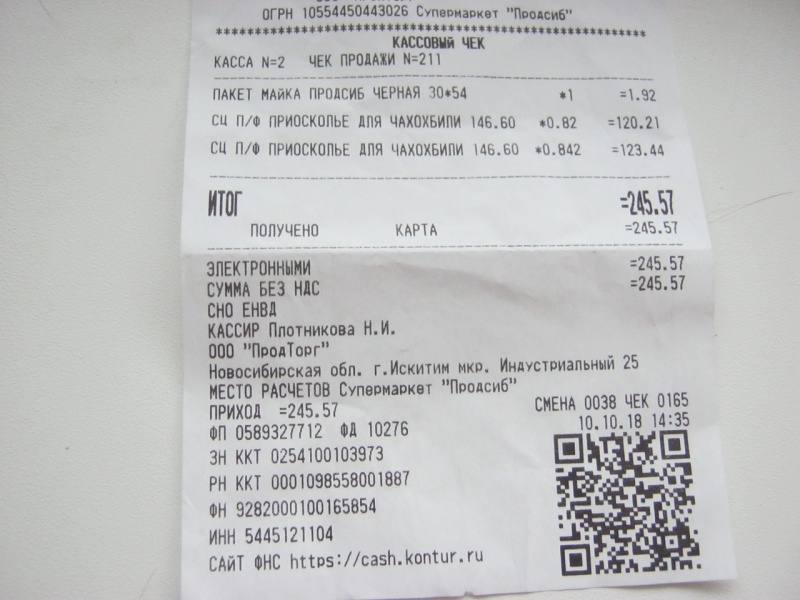 ОГРН 10554450443026 Супермаркет "Продсиб"
****************************************
КАССОВЫЙ ЧЕК
КАССА N=2 ЧЕК ПРОДАЖИ N=211
ПАКЕТ МАЙКА ПРОДСИБ ЧЕРНАЯ 30*54 *1 =1.92
СЦ П/Ф ПРИОСКОЛЬЕ ДЛЯ ЧАХОХБИЛИ 146.60 *0.82 =120.21
СЦ П/Ф ПРИОСКОЛЬЕ ДЛЯ ЧАХОХБИЛИ 146.60 *0.842 =123.44
ИТОГ =245.57
ПОЛУЧЕНО КАРТА =245.57
ЭЛЕКТРОННЫМИ =245.57
СУММА БЕЗ НДС =245.57
СНО ЕНВД
КАССИР Плотникова Н.И.
ООО "ПродТорг"
Новосибирская обл. г.Искитим мкр. Индустриальный 25
МЕСТО РАСЧЕТОВ Супермаркет "Продсиб"
ПРИХОД =245.57 СМЕНА 0038 ЧЕК 0165
ФП 0589327712 ФД 10276 10.10.18 14:35
ЗН ККТ 0254100103973
РН ККТ 0001098558001887
ФН 9282000100165854
ИНН 5445121104
САЙТ ФНС https://cash.kontur.ru